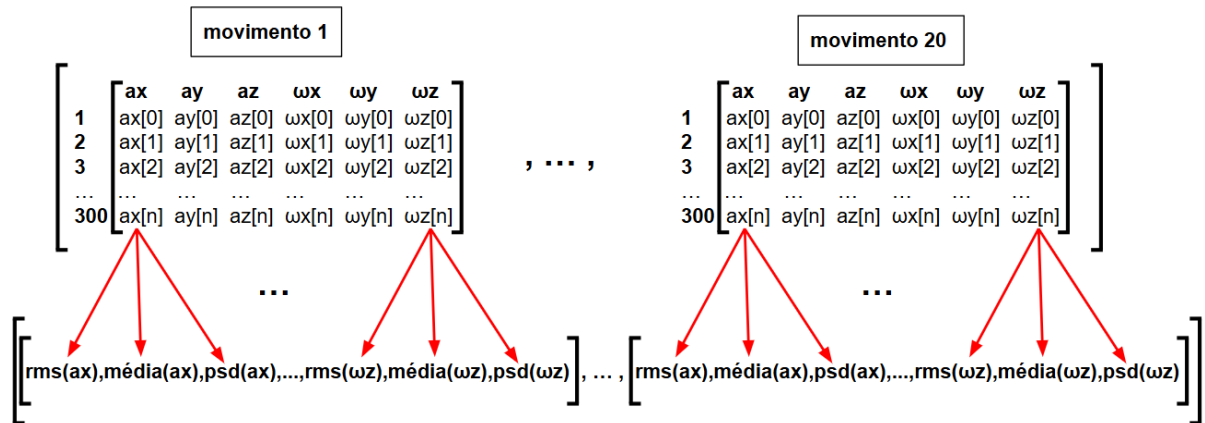 movimento 1
movimento 20
ax ay az ωx ωy ωz
1 ax[0] ay[0] az[0] ωx[0] ωy[0] ωz[0]
2 ax[1] ay[1] az[1] ωx[1] ωy[1] ωz[1]
3 ax[2] ay[2] az[2] ωx[2] ωy[2] ωz[2]
... ... ... ... ... ... ...
300 ax[n] ay[n] az[n] ωx[n] ωy[n] ωz[n]
, ... ,
ax ay az ωx ωy ωz
1 ax[0] ay[0] az[0] ωx[0] ωy[0] ωz[0]
2 ax[1] ay[1] az[1] ωx[1] ωy[1] ωz[1]
3 ax[2] ay[2] az[2] ωx[2] ωy[2] ωz[2]
... ... ... ... ... ... ...
300 ax[n] ay[n] az[n] ωx[n] ωy[n] ωz[n]
... ...
rms(ax),média(ax),psd(ax),...,rms(ωz),média(ωz),psd(ωz) , ... , rms(ax),média(ax),psd(ax),...,rms(ωz),média(ωz),psd(ωz)